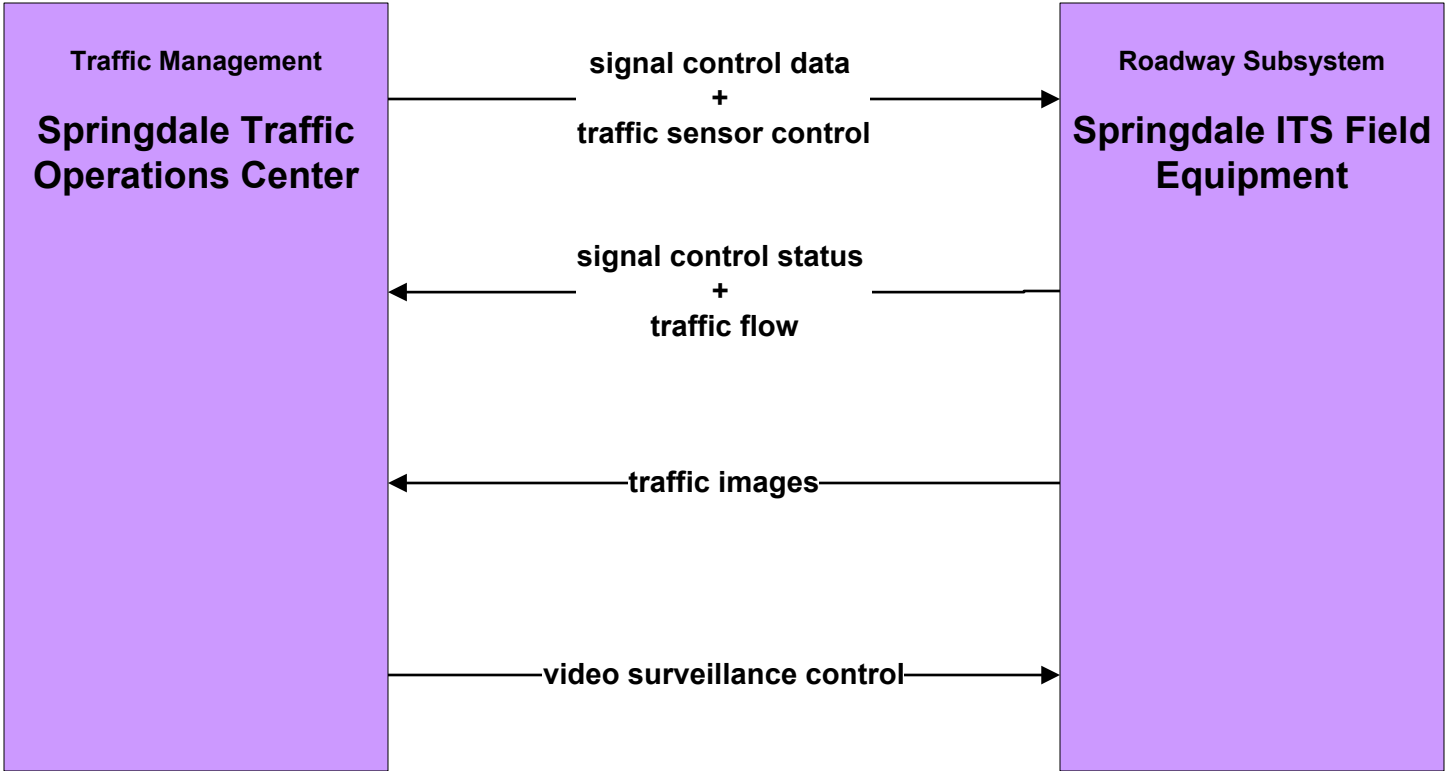 Traffic Management
Springdale Traffic
Operations Center
signal control data
+
traffic sensor control
Roadway Subsystem
Springdale ITS Field
Equipment
signal control status
+
traffic flow
traffic images
video surveillance control